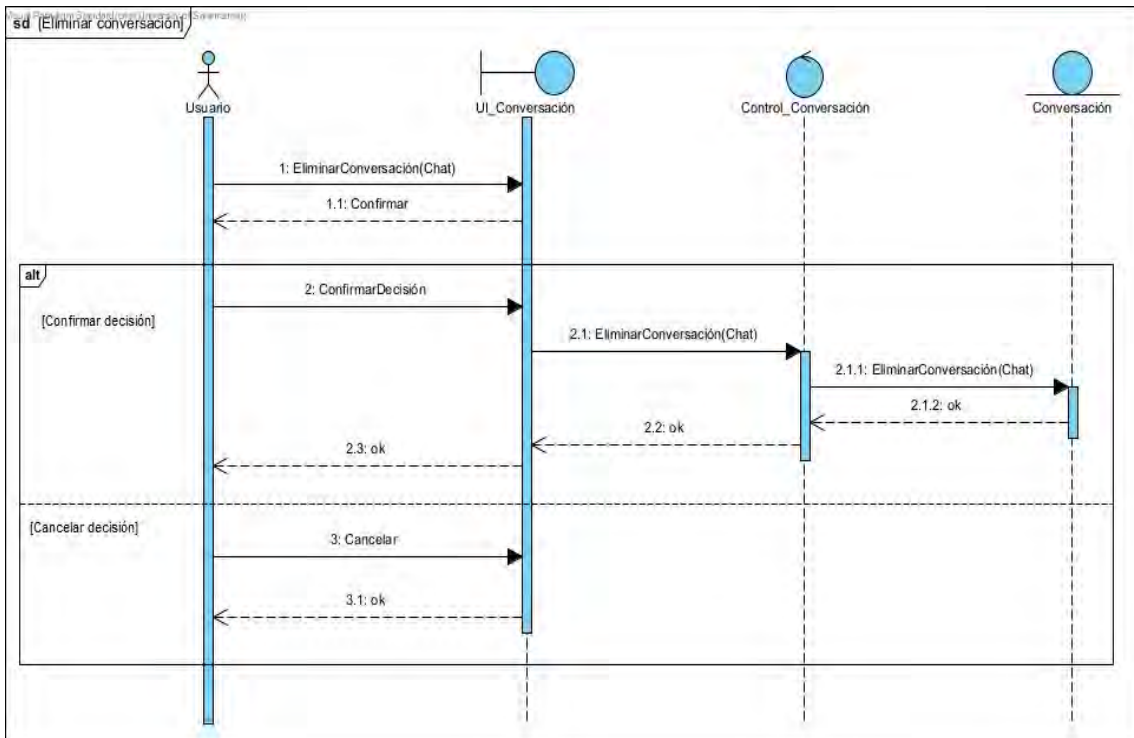 sd [Eliminar conversación]
Usuario
UI_Conversación
Control_Conversación
Conversación
1: EliminarConversación(Chat)
1.1: Confirmar
alt
2: ConfirmarDecisión
[Confirmar decisión]
2.1: EliminarConversación(Chat)
2.1.1: EliminarConversación(Chat)
2.1.2: ok
2.2: ok
2.3: ok
[Cancelar decisión]
3: Cancelar
3.1: ok